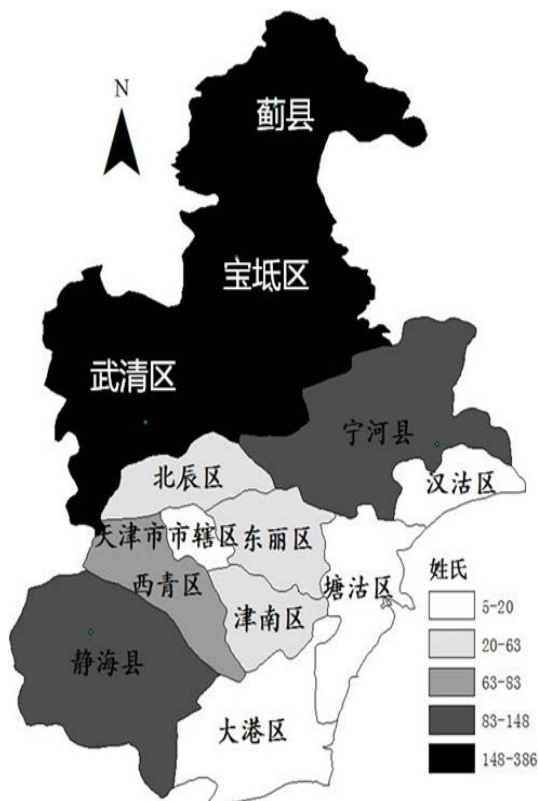 N
蓟县
宝坻区
武清区
宁河县
北辰区
汉沽区
天津市市辖区
东丽区
西青区
塘沽区
津南区
静海县
大港区
姓氏
5-20
20-63
63-83
83-148
148-386